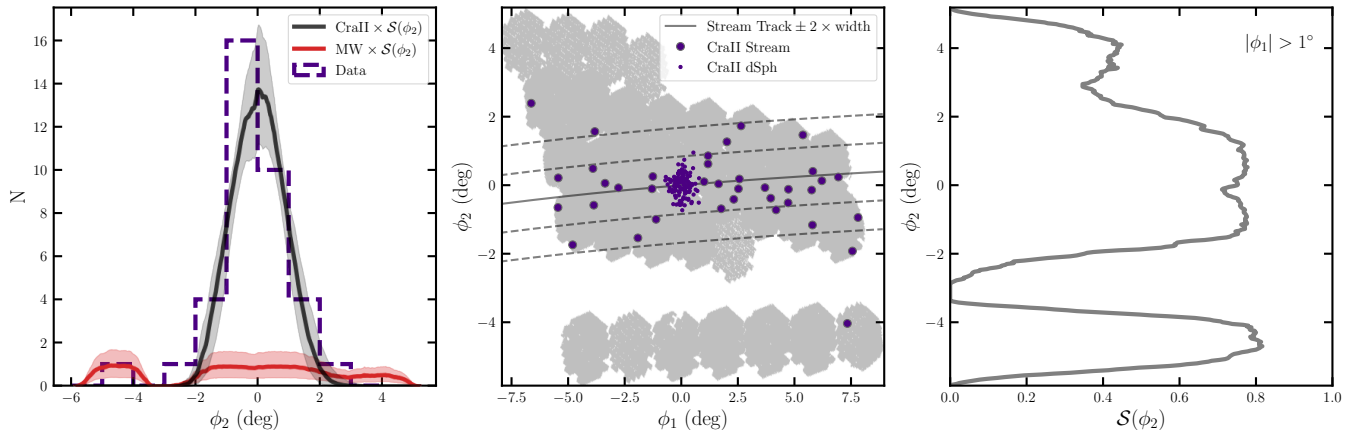 CraII × 𝒮(ϕ₂)
MW × 𝒮(ϕ₂)
Data
N
16
14
12
10
8
6
4
2
0
−6
−4
−2
0
2
4
ϕ₂ (deg)
Stream Track ± 2 × width
CraII Stream
CraII dSph
ϕ₂ (deg)
4
2
0
−2
−4
−7.5
−5.0
−2.5
0.0
2.5
5.0
7.5
ϕ₁ (deg)
|ϕ₁| > 1°
ϕ₂ (deg)
4
2
0
−2
−4
0.0
0.2
0.4
0.6
0.8
1.0
𝒮(ϕ₂)